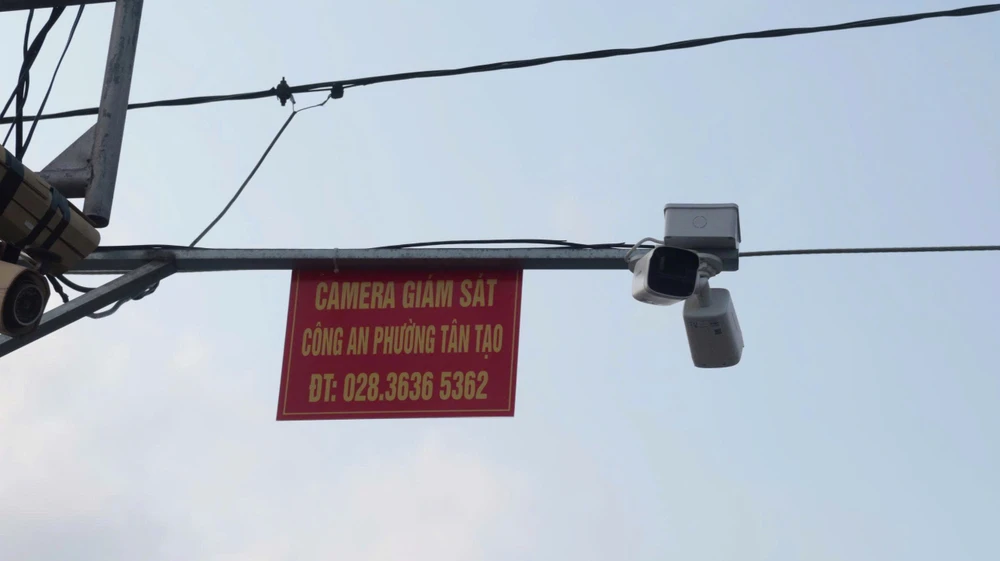 CAMERA GIÁM SÁT
CÔNG AN PHƯỜNG TÂN TẠO
ĐT: 028.3636 5362